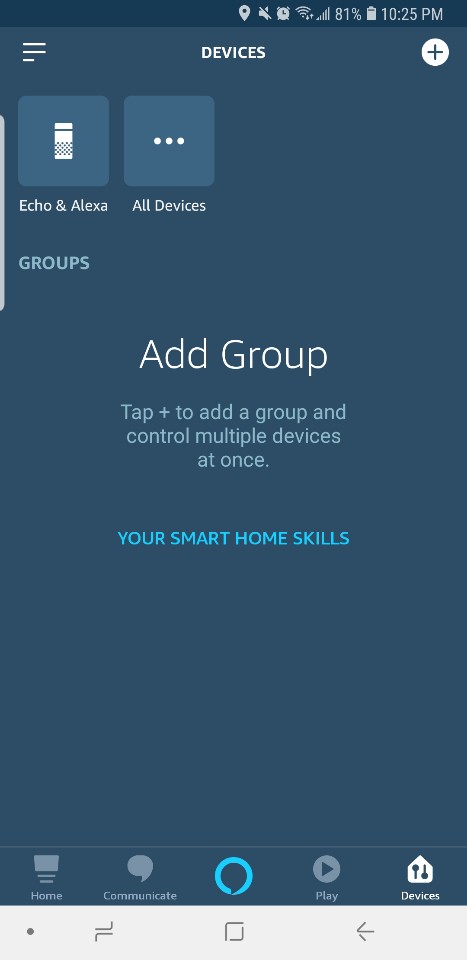 81% 10:25 PM
DEVICES
Echo & Alexa
All Devices
GROUPS
Add Group
Tap + to add a group and
control multiple devices
at once.
YOUR SMART HOME SKILLS
Home
Communicate
Play
Devices